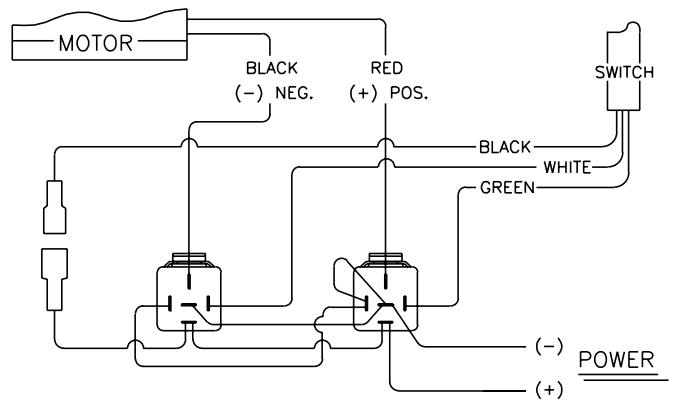 MOTOR
BLACK
(-) NEG.
RED
(+) POS.
SWITCH
BLACK
WHITE
GREEN
(-)
POWER
(+)